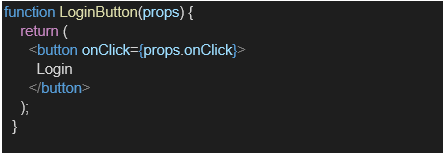 function LoginButton(props) {
    return (
      <button onClick={props.onClick}>
        Login
      </button>
    );
  }